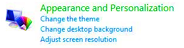 Appearance and Personalization
Change the theme
Change desktop background
Adjust screen resolution